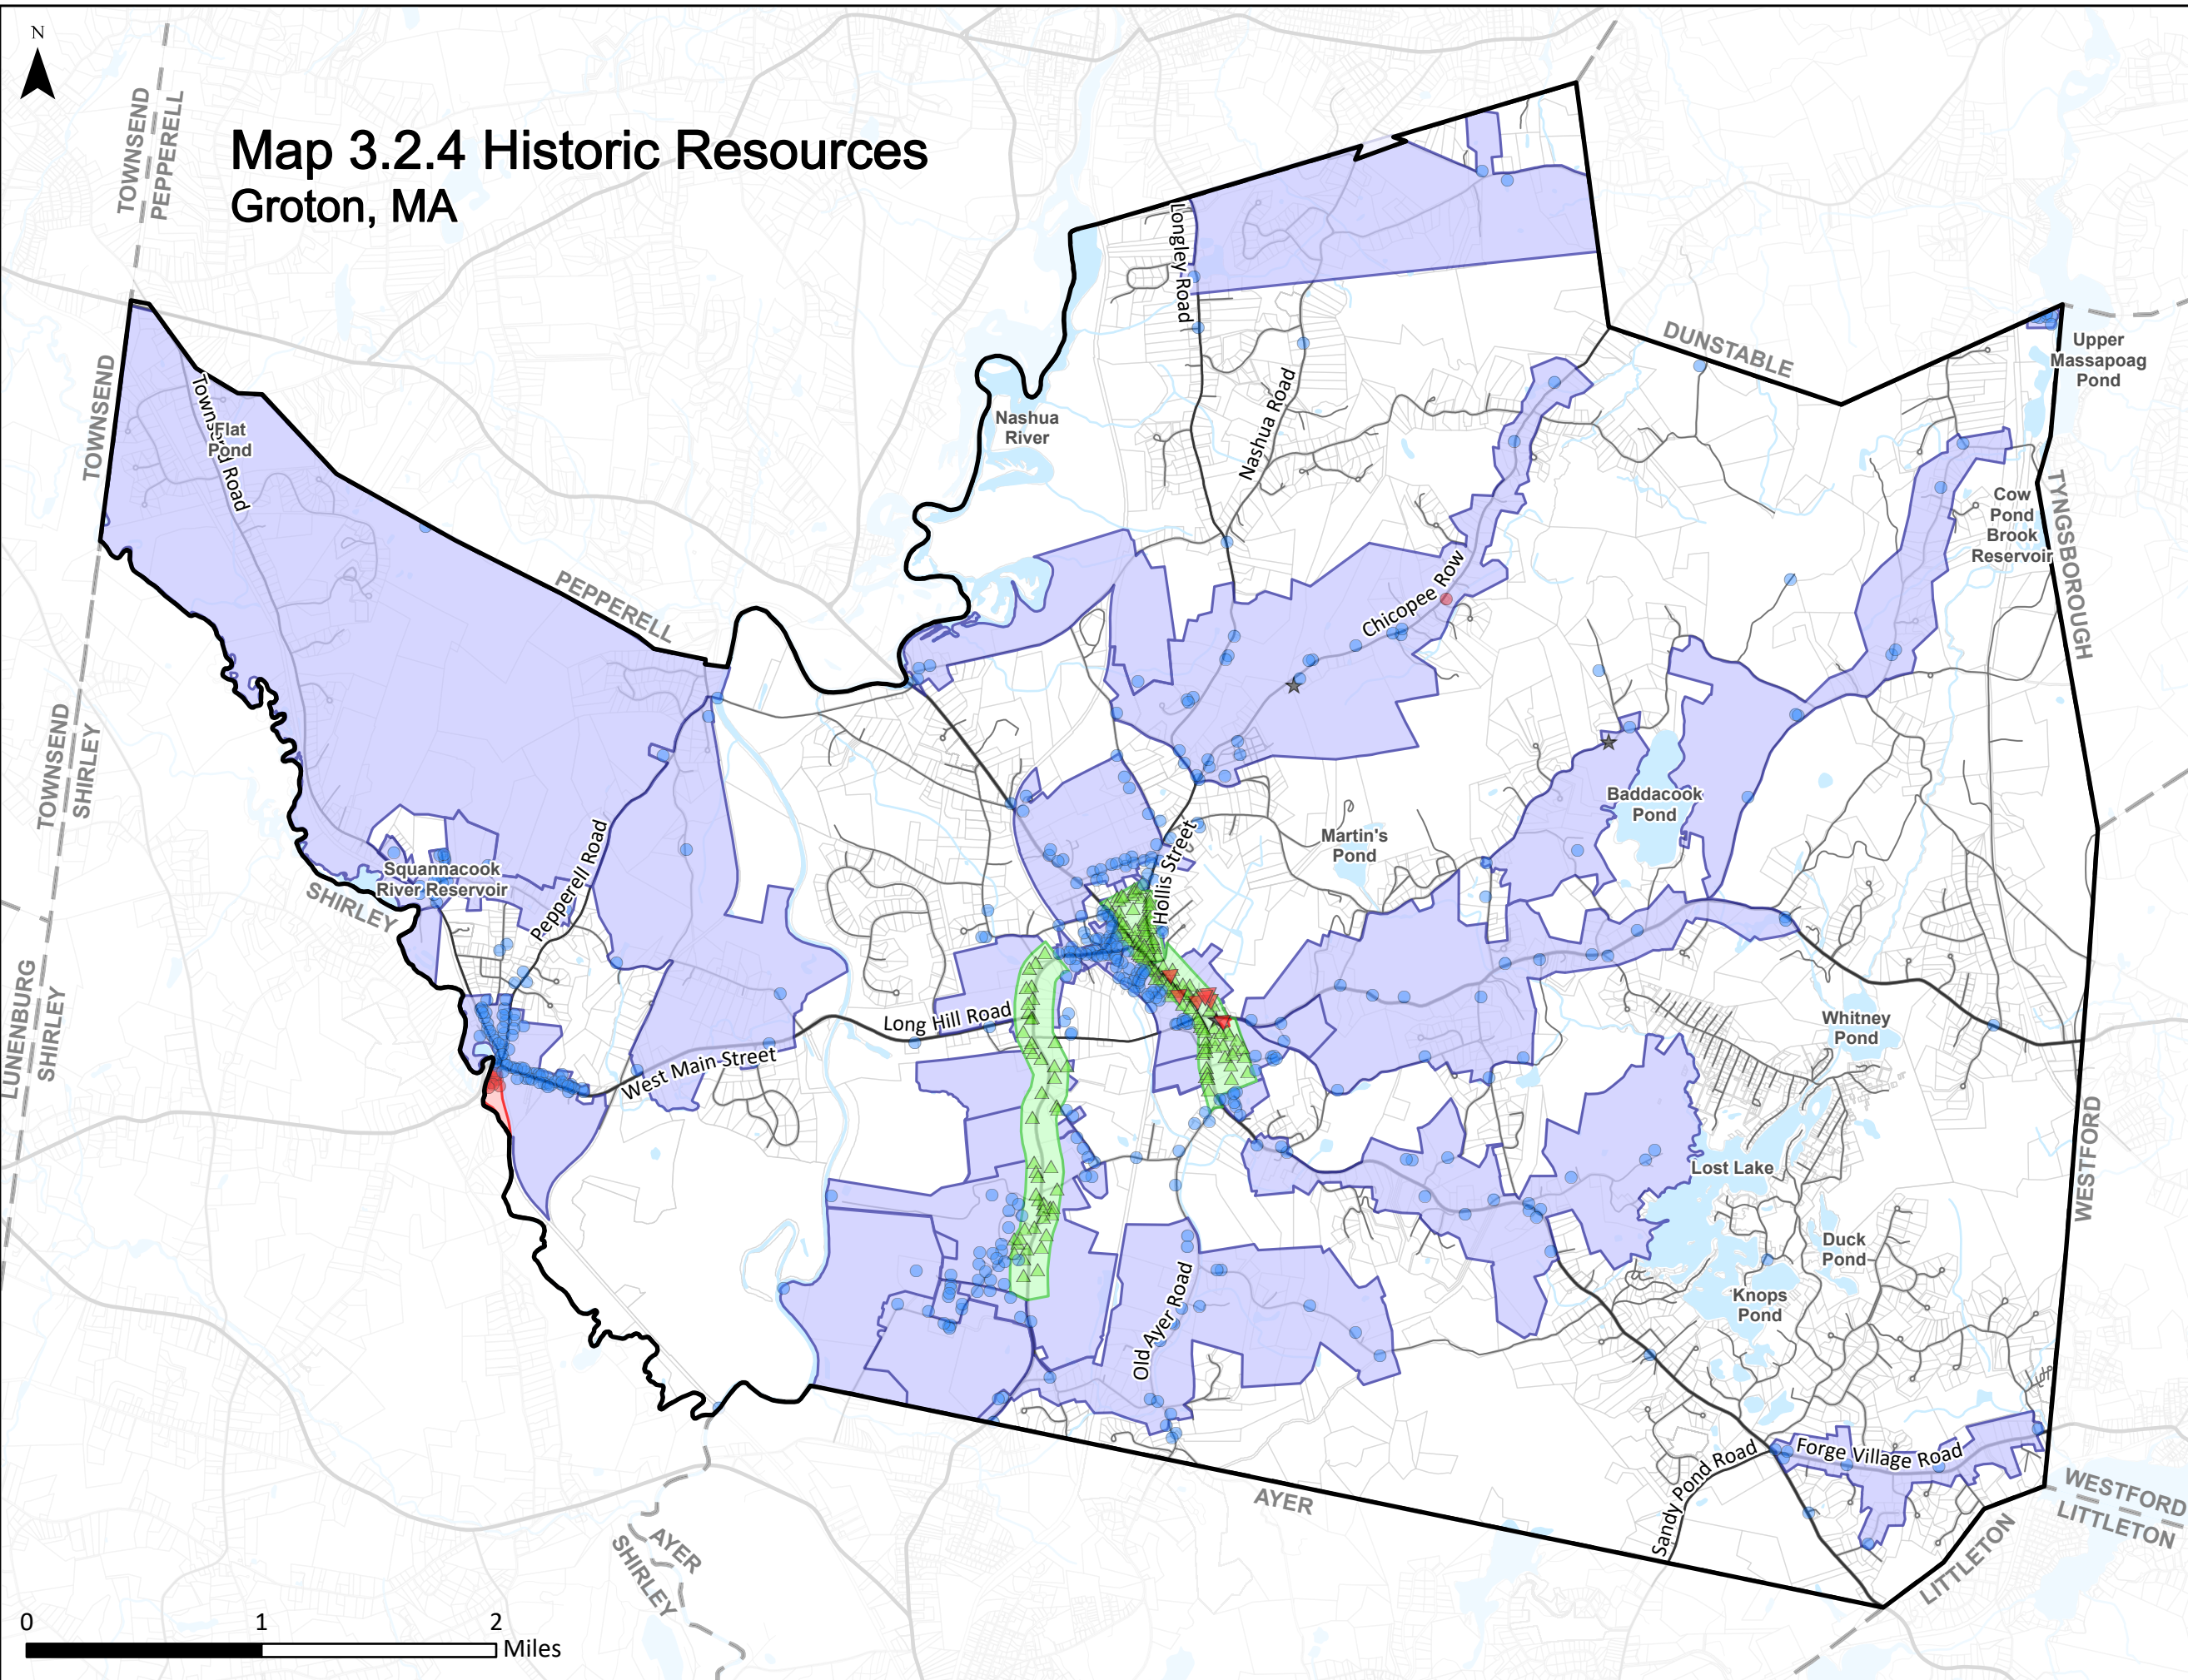 N
Map 3.2.4 Historic Resources
Groton, MA
TOWNSEND
PEPPERELL
TOWNSEND
Townsend Road
Flat
Pond
PEPPERELL
Longley Road
Nashua Road
Nashua
River
DUNSTABLE
Upper
Massapoag
Pond
Cow
Pond
Brook
Reservoir
TYNGSBOROUGH
Chicopee Row
TOWNSEND
SHIRLEY
Squannacook
River Reservoir
SHIRLEY
Pepperell Road
Hollis Street
Martin's
Pond
Baddacook
Pond
LUNENBURG
SHIRLEY
Long Hill Road
West Main Street
Whitney
Pond
Lost Lake
WESTFORD
Duck
Pond
Knops
Pond
Old Ayer Road
Sandy Pond Road
Forge Village Road
AYER
WESTFORD
LITTLETON
LITTLETON
AYER
SHIRLEY
0 1 2
Miles